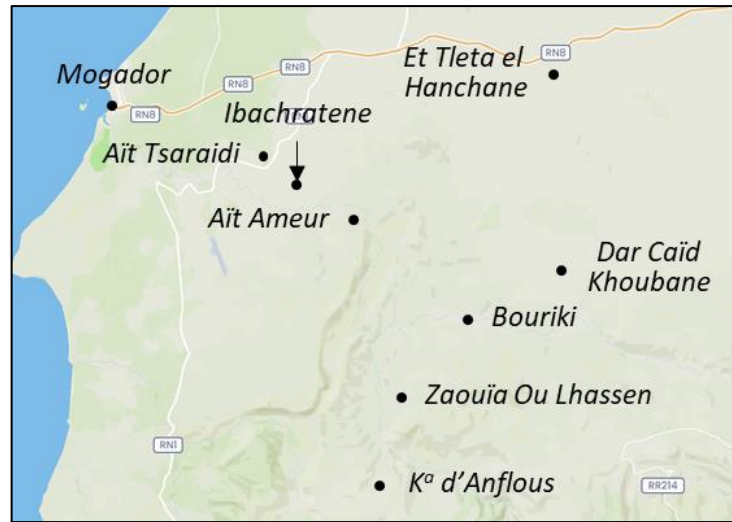 RN8
Et Tleta el
Hanchane
RN8
Mogador
RN8
Ibachratene
Aït Tsaraidi
Aït Ameur
Dar Caïd
Khoubane
Bouriki
Zaouïa Ou Lhassen
RN1
Kᵃ d'Anflous
RR214